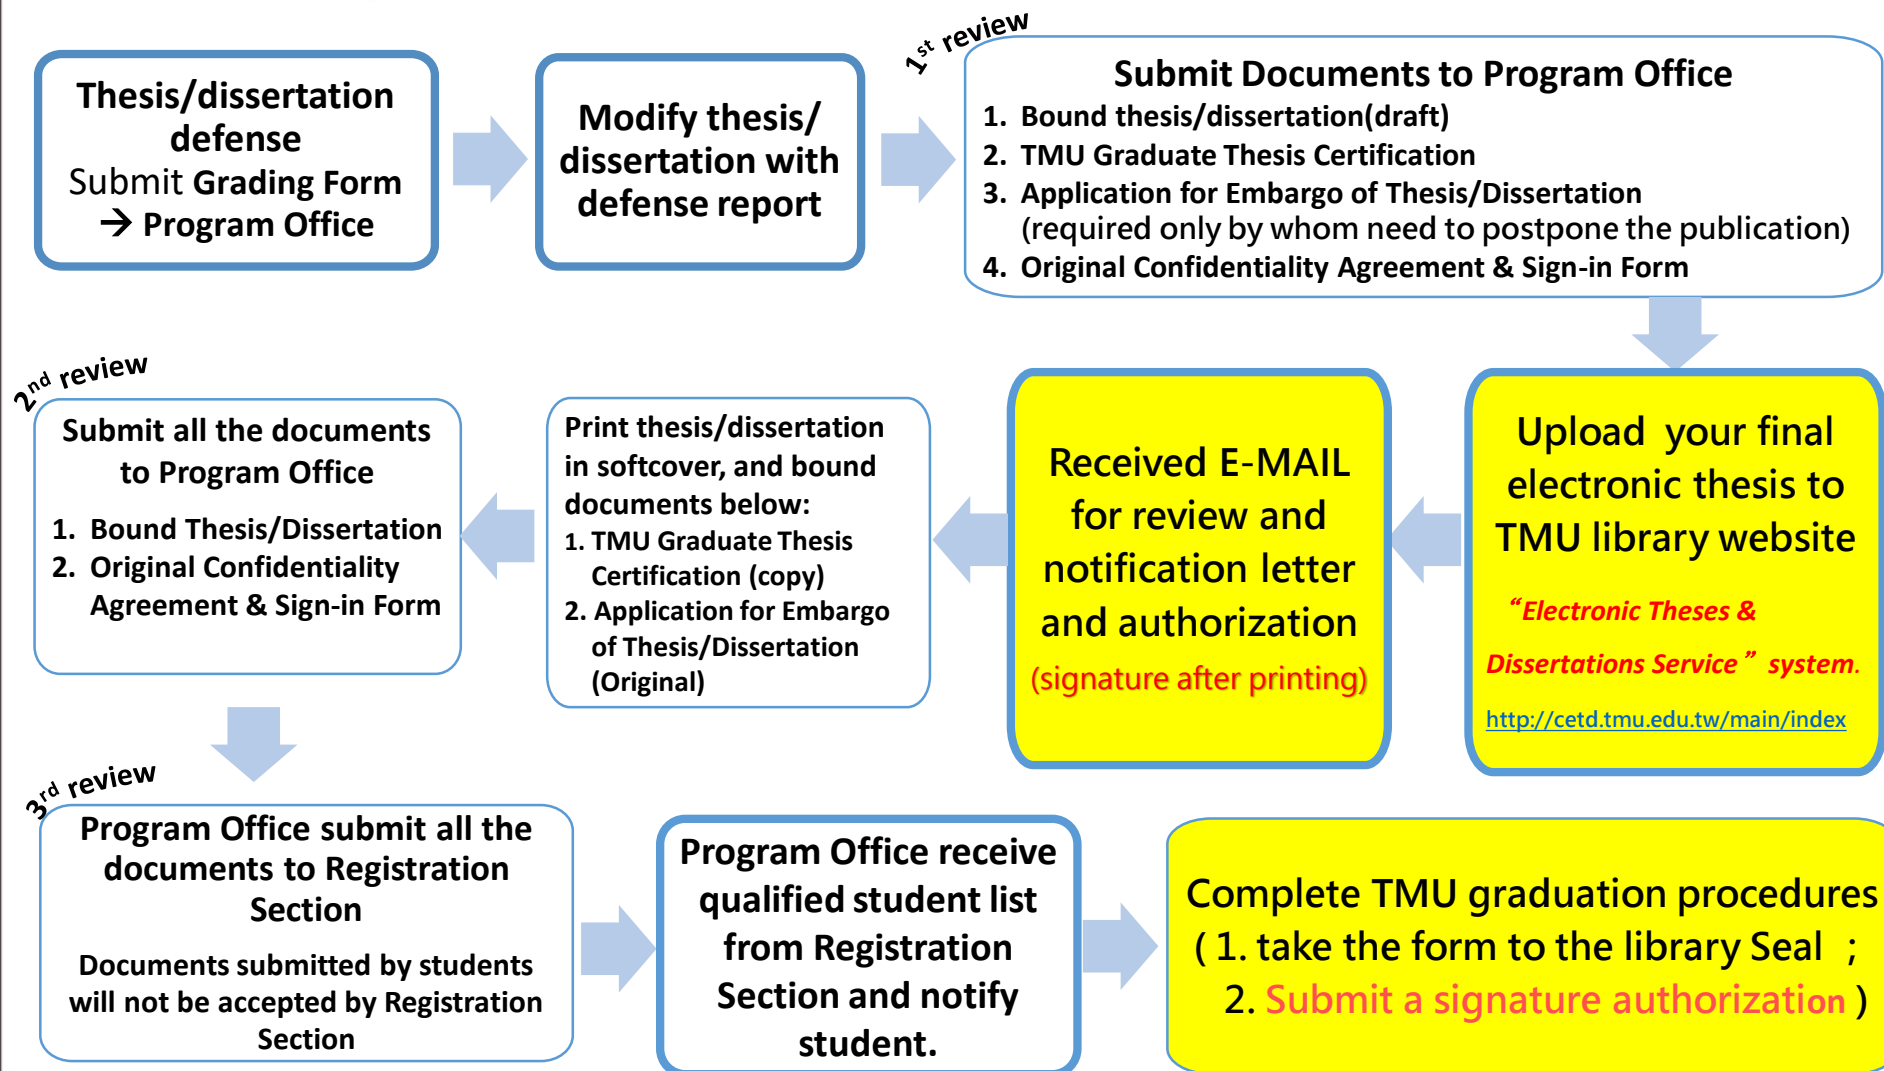 Thesis/dissertation
defense
Submit Grading Form
→ Program Office
Modify thesis/
dissertation with
defense report
1st review
Submit Documents to Program Office
1. Bound thesis/dissertation(draft)
2. TMU Graduate Thesis Certification
3. Application for Embargo of Thesis/Dissertation
(required only by whom need to postpone the publication)
4. Original Confidentiality Agreement & Sign-in Form
Upload your final
electronic thesis to
TMU library website
“Electronic Theses &
Dissertations Service” system.
http://cetd.tmu.edu.tw/main/index
Received E-MAIL
for review and
notification letter
and authorization
(signature after printing)
Print thesis/dissertation
in softcover, and bound
documents below:
1. TMU Graduate Thesis
Certification (copy)
2. Application for Embargo
of Thesis/Dissertation
(Original)
2nd review
Submit all the documents
to Program Office
1. Bound Thesis/Dissertation
2. Original Confidentiality
Agreement & Sign-in Form
3rd review
Program Office submit all the
documents to Registration
Section
Documents submitted by students
will not be accepted by Registration
Section
Program Office receive
qualified student list
from Registration
Section and notify
student.
Complete TMU graduation procedures
( 1. take the form to the library Seal ;
2. Submit a signature authorization )